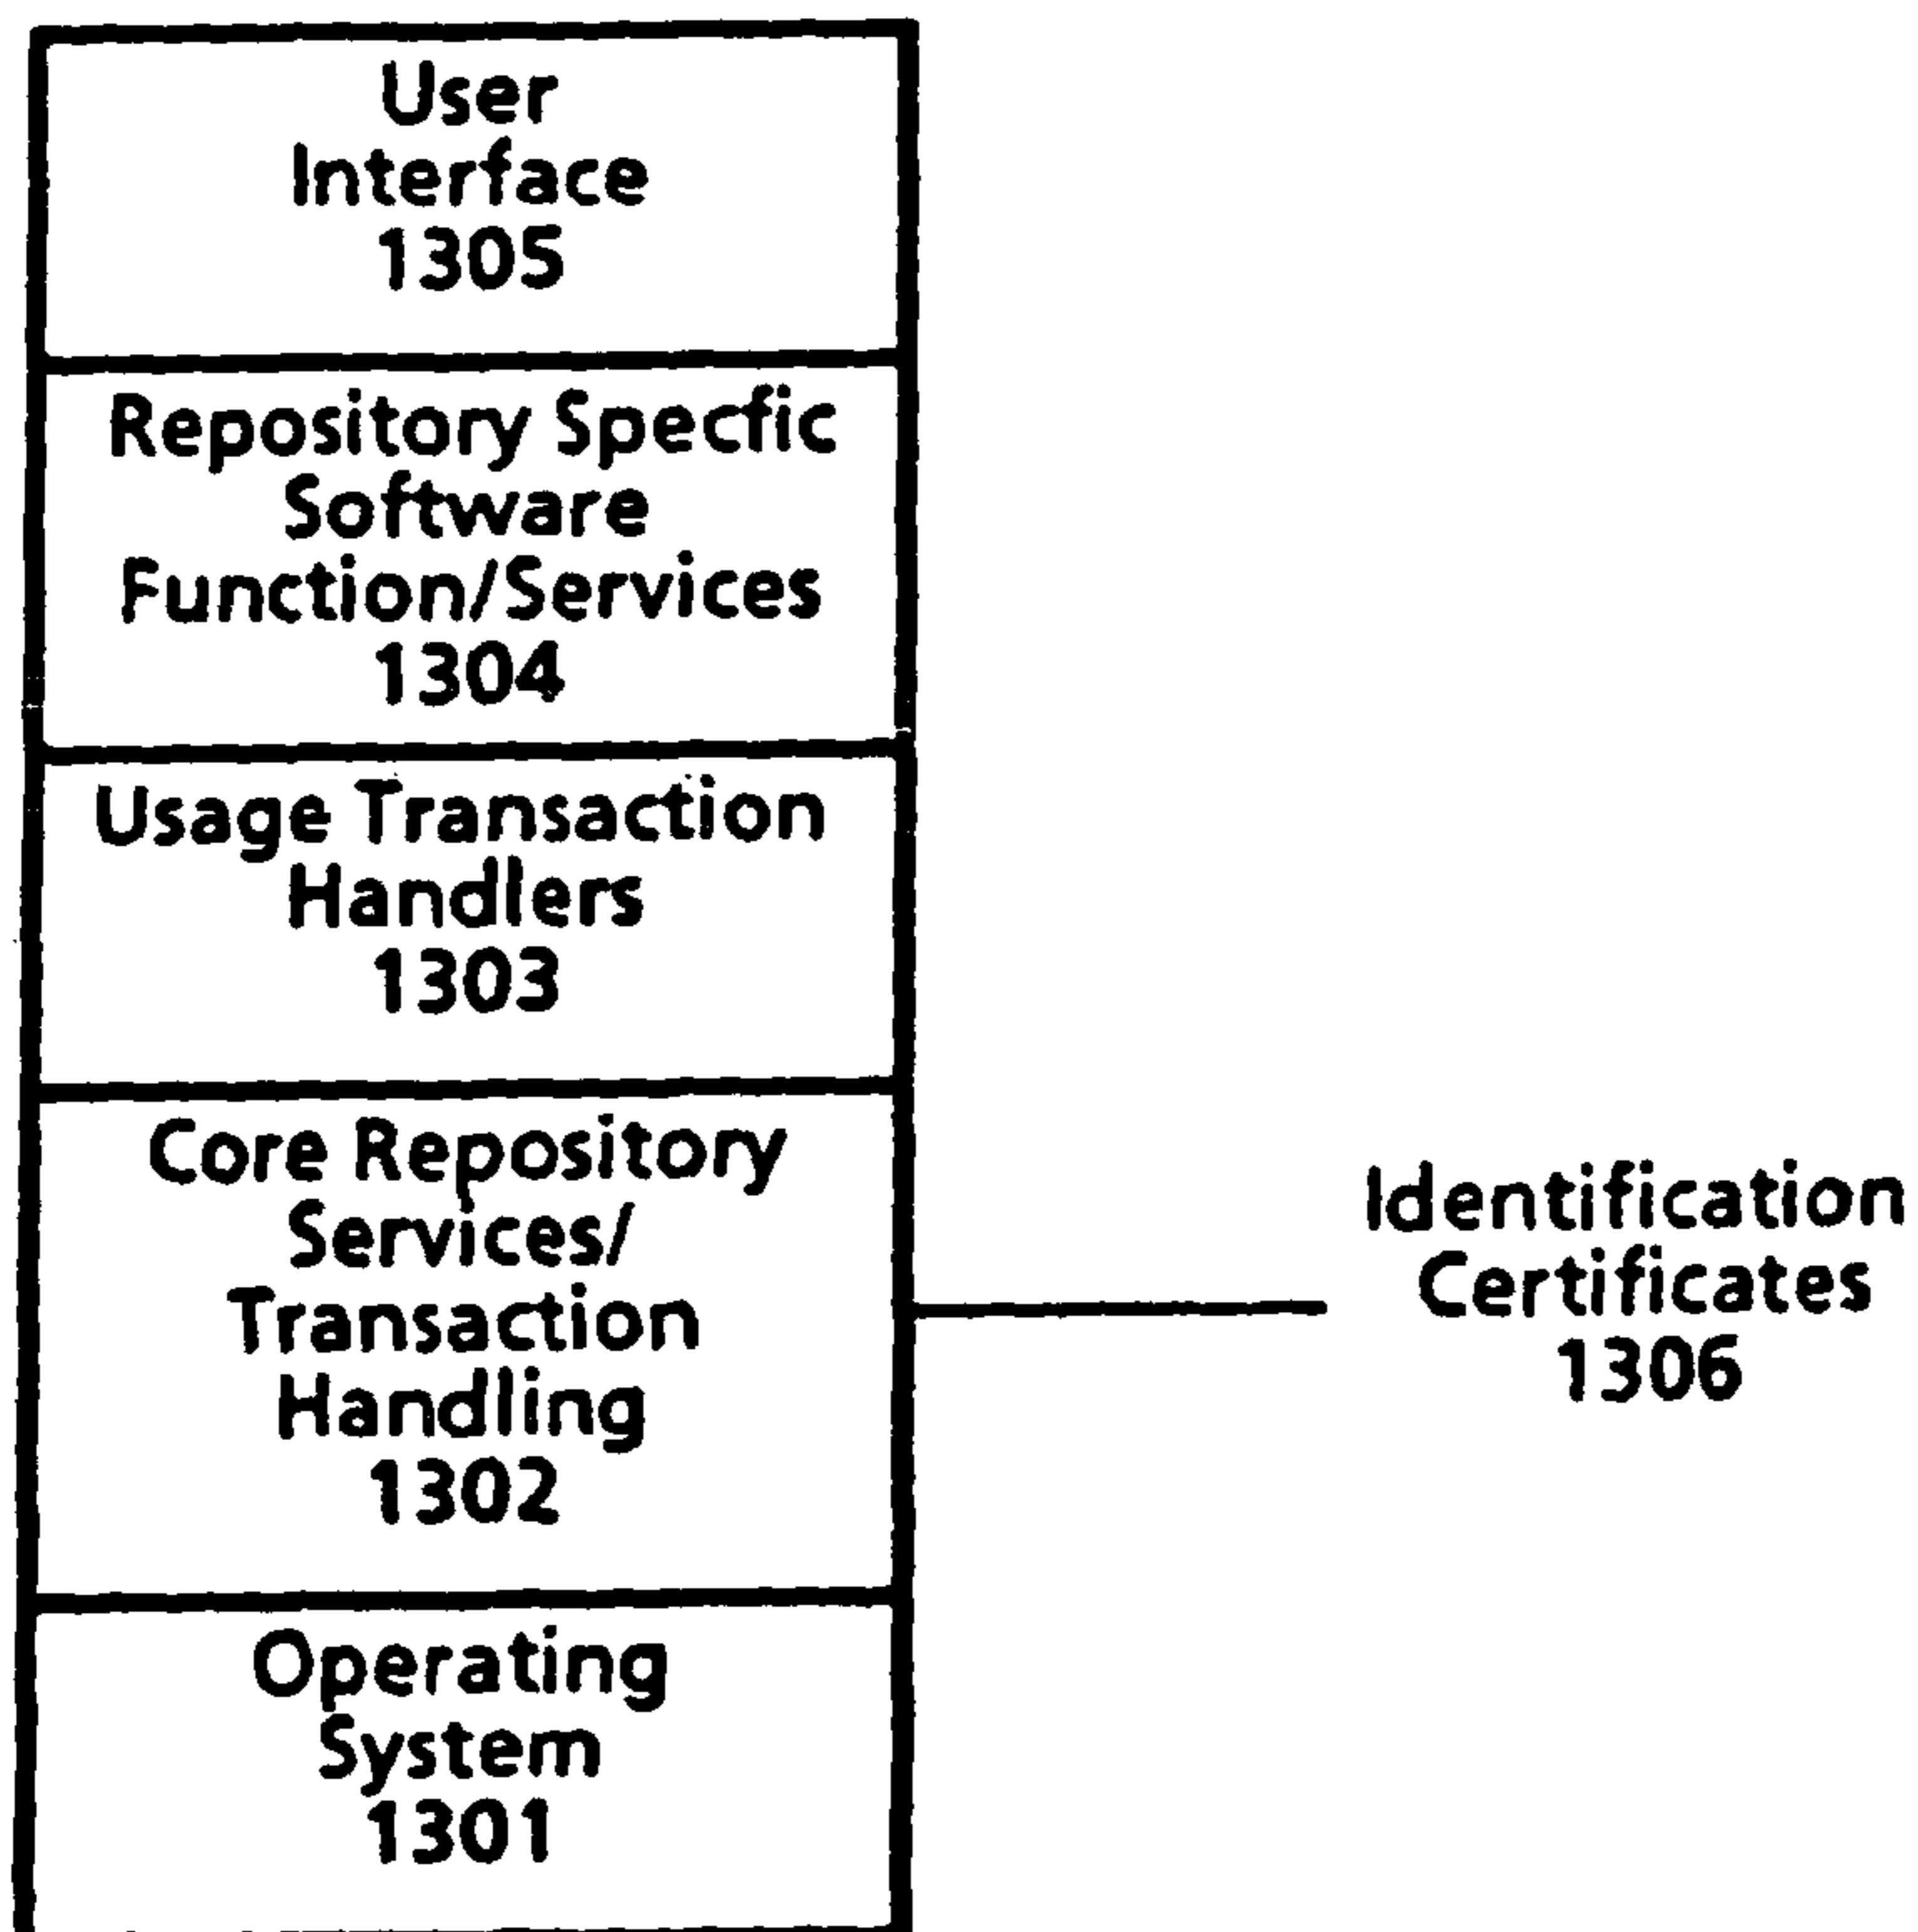 User
Interface
1305
Repository Specfic
Software
Function/Services
1304
Usage Transaction
Handlers
1303
Core Repository
Services/
Transaction
Handling
1302
Identification
Certificates
1306
Operating
System
1301